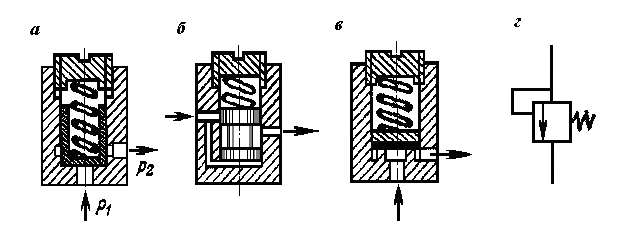 а б в г
p2
p1